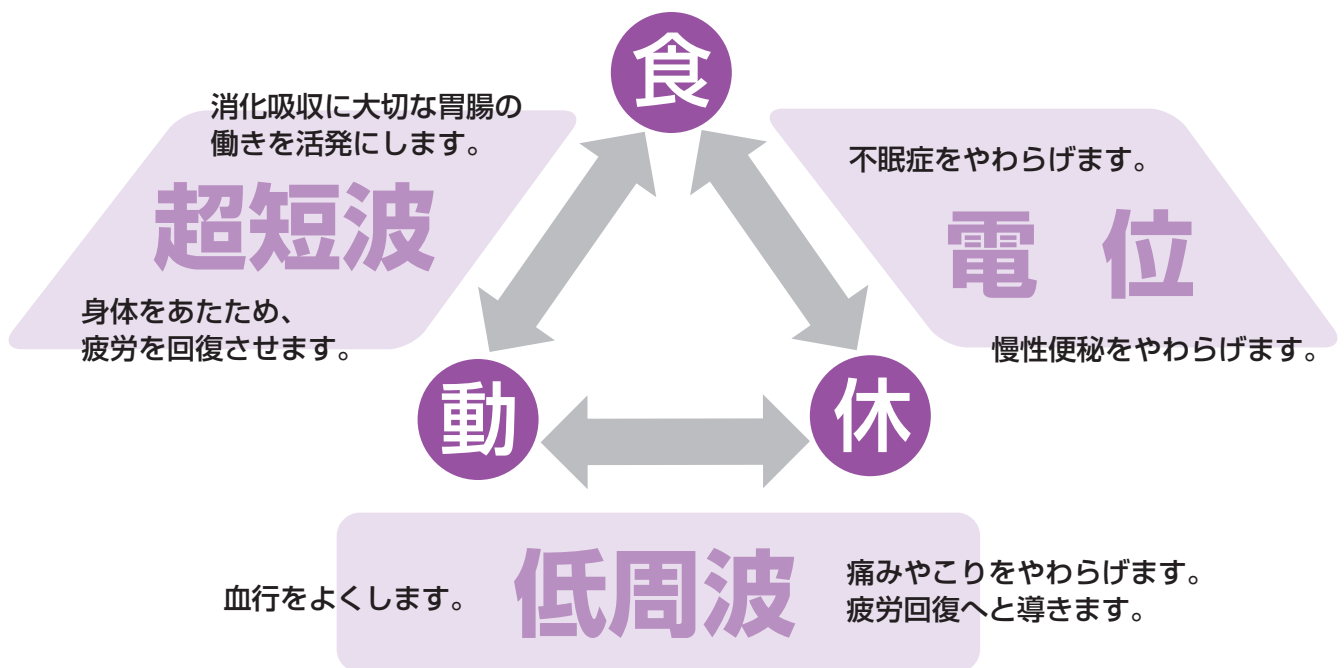 食
消化吸収に大切な胃腸の
働きを活発にします。
超短波
身体をあたため、
疲労を回復させます。
不眠症をやわらげます。
電 位
慢性便秘をやわらげます。
動
休
血行をよくします。
低周波
痛みやこりをやわらげます。
疲労回復へと導きます。